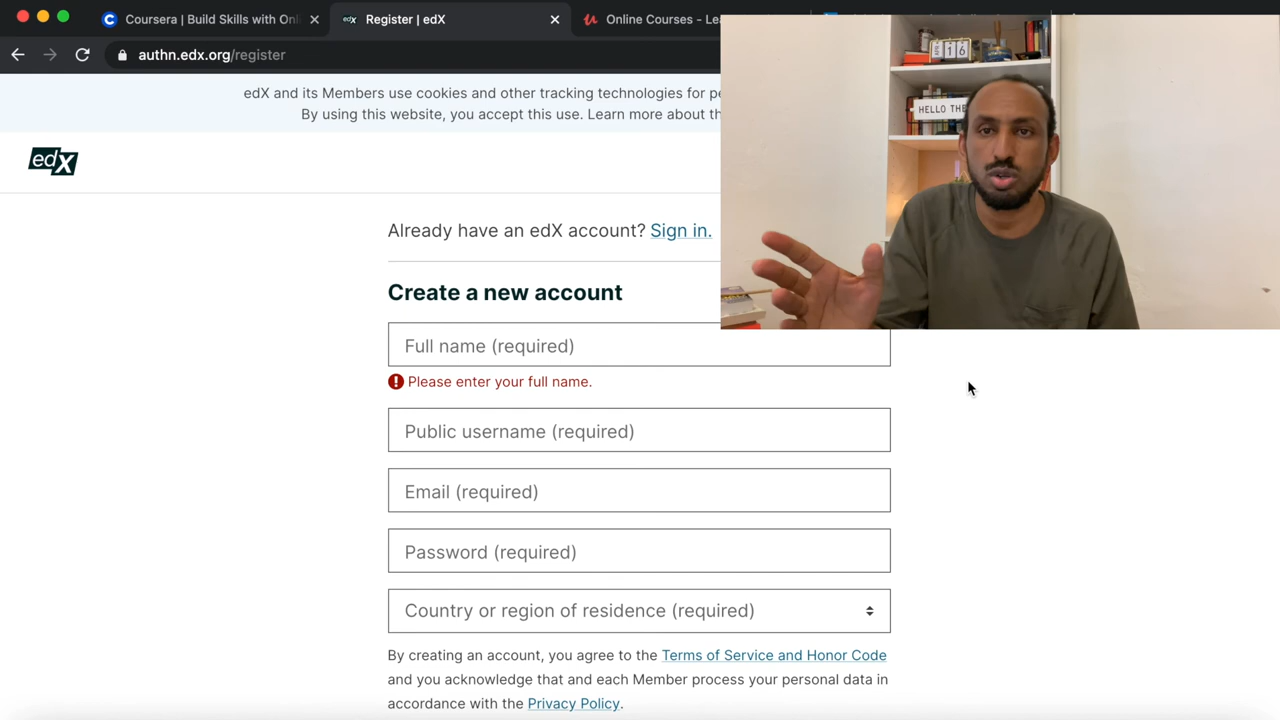 Coursera | Build Skills with Onl
Register | edX
Online Courses - Lea
authn.edx.org/register
edX and its Members use cookies and other tracking technologies for pe
By using this website, you accept this use. Learn more about th
edX
Already have an edX account? Sign in.
Create a new account
Full name (required)
Please enter your full name.
Public username (required)
Email (required)
Password (required)
Country or region of residence (required)
By creating an account, you agree to the Terms of Service and Honor Code
and you acknowledge that and each Member process your personal data in
accordance with the Privacy Policy.
16
HELLO THE